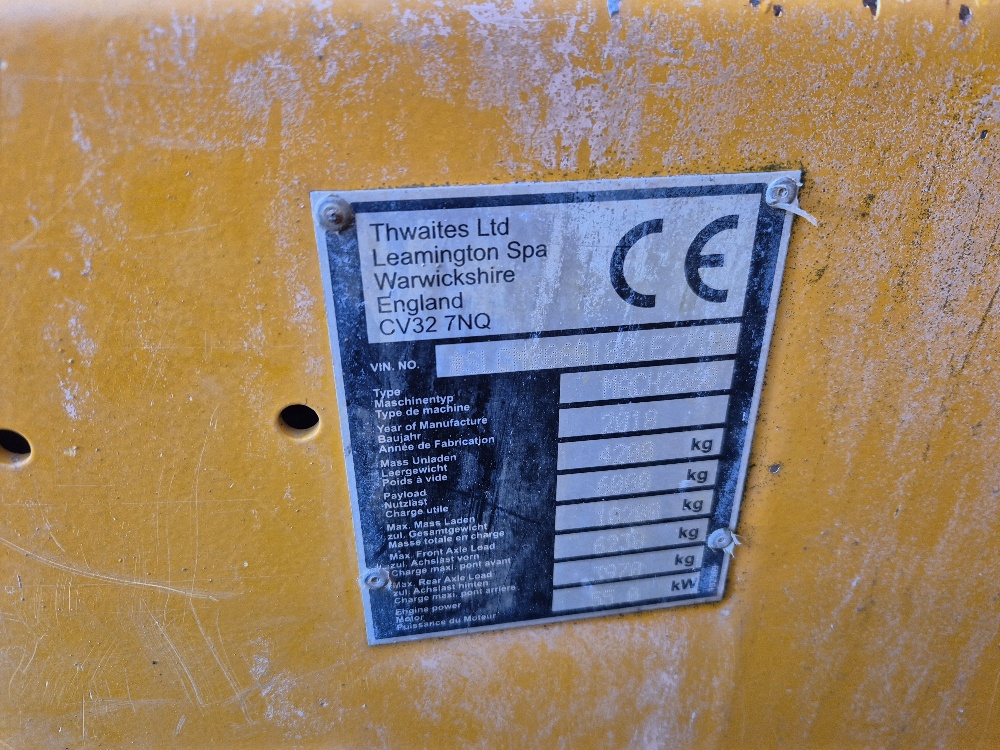 Thwaites Ltd
Leamington Spa
Warwickshire
England
CV32 7NQ
CE
VIN. NO.
Type
Maschinentyp
Type de machine
Year of Manufacture
Baujahr
Année de Fabrication
2019
Mass Unladen
Leergewicht
Poids à vide
kg
Payload
Nutzlast
Charge utile
6000 kg
Max. Mass Laden
zul. Gesamtgewicht
Masse totale en charge
kg
Max. Front Axle Load
zul. Achslast vorn
Charge maxi. pont avant
kg
Max. Rear Axle Load
zul. Achslast hinten
Charge maxi. pont arriere
kg
Engine power
Motor
Puissance du Moteur
kW